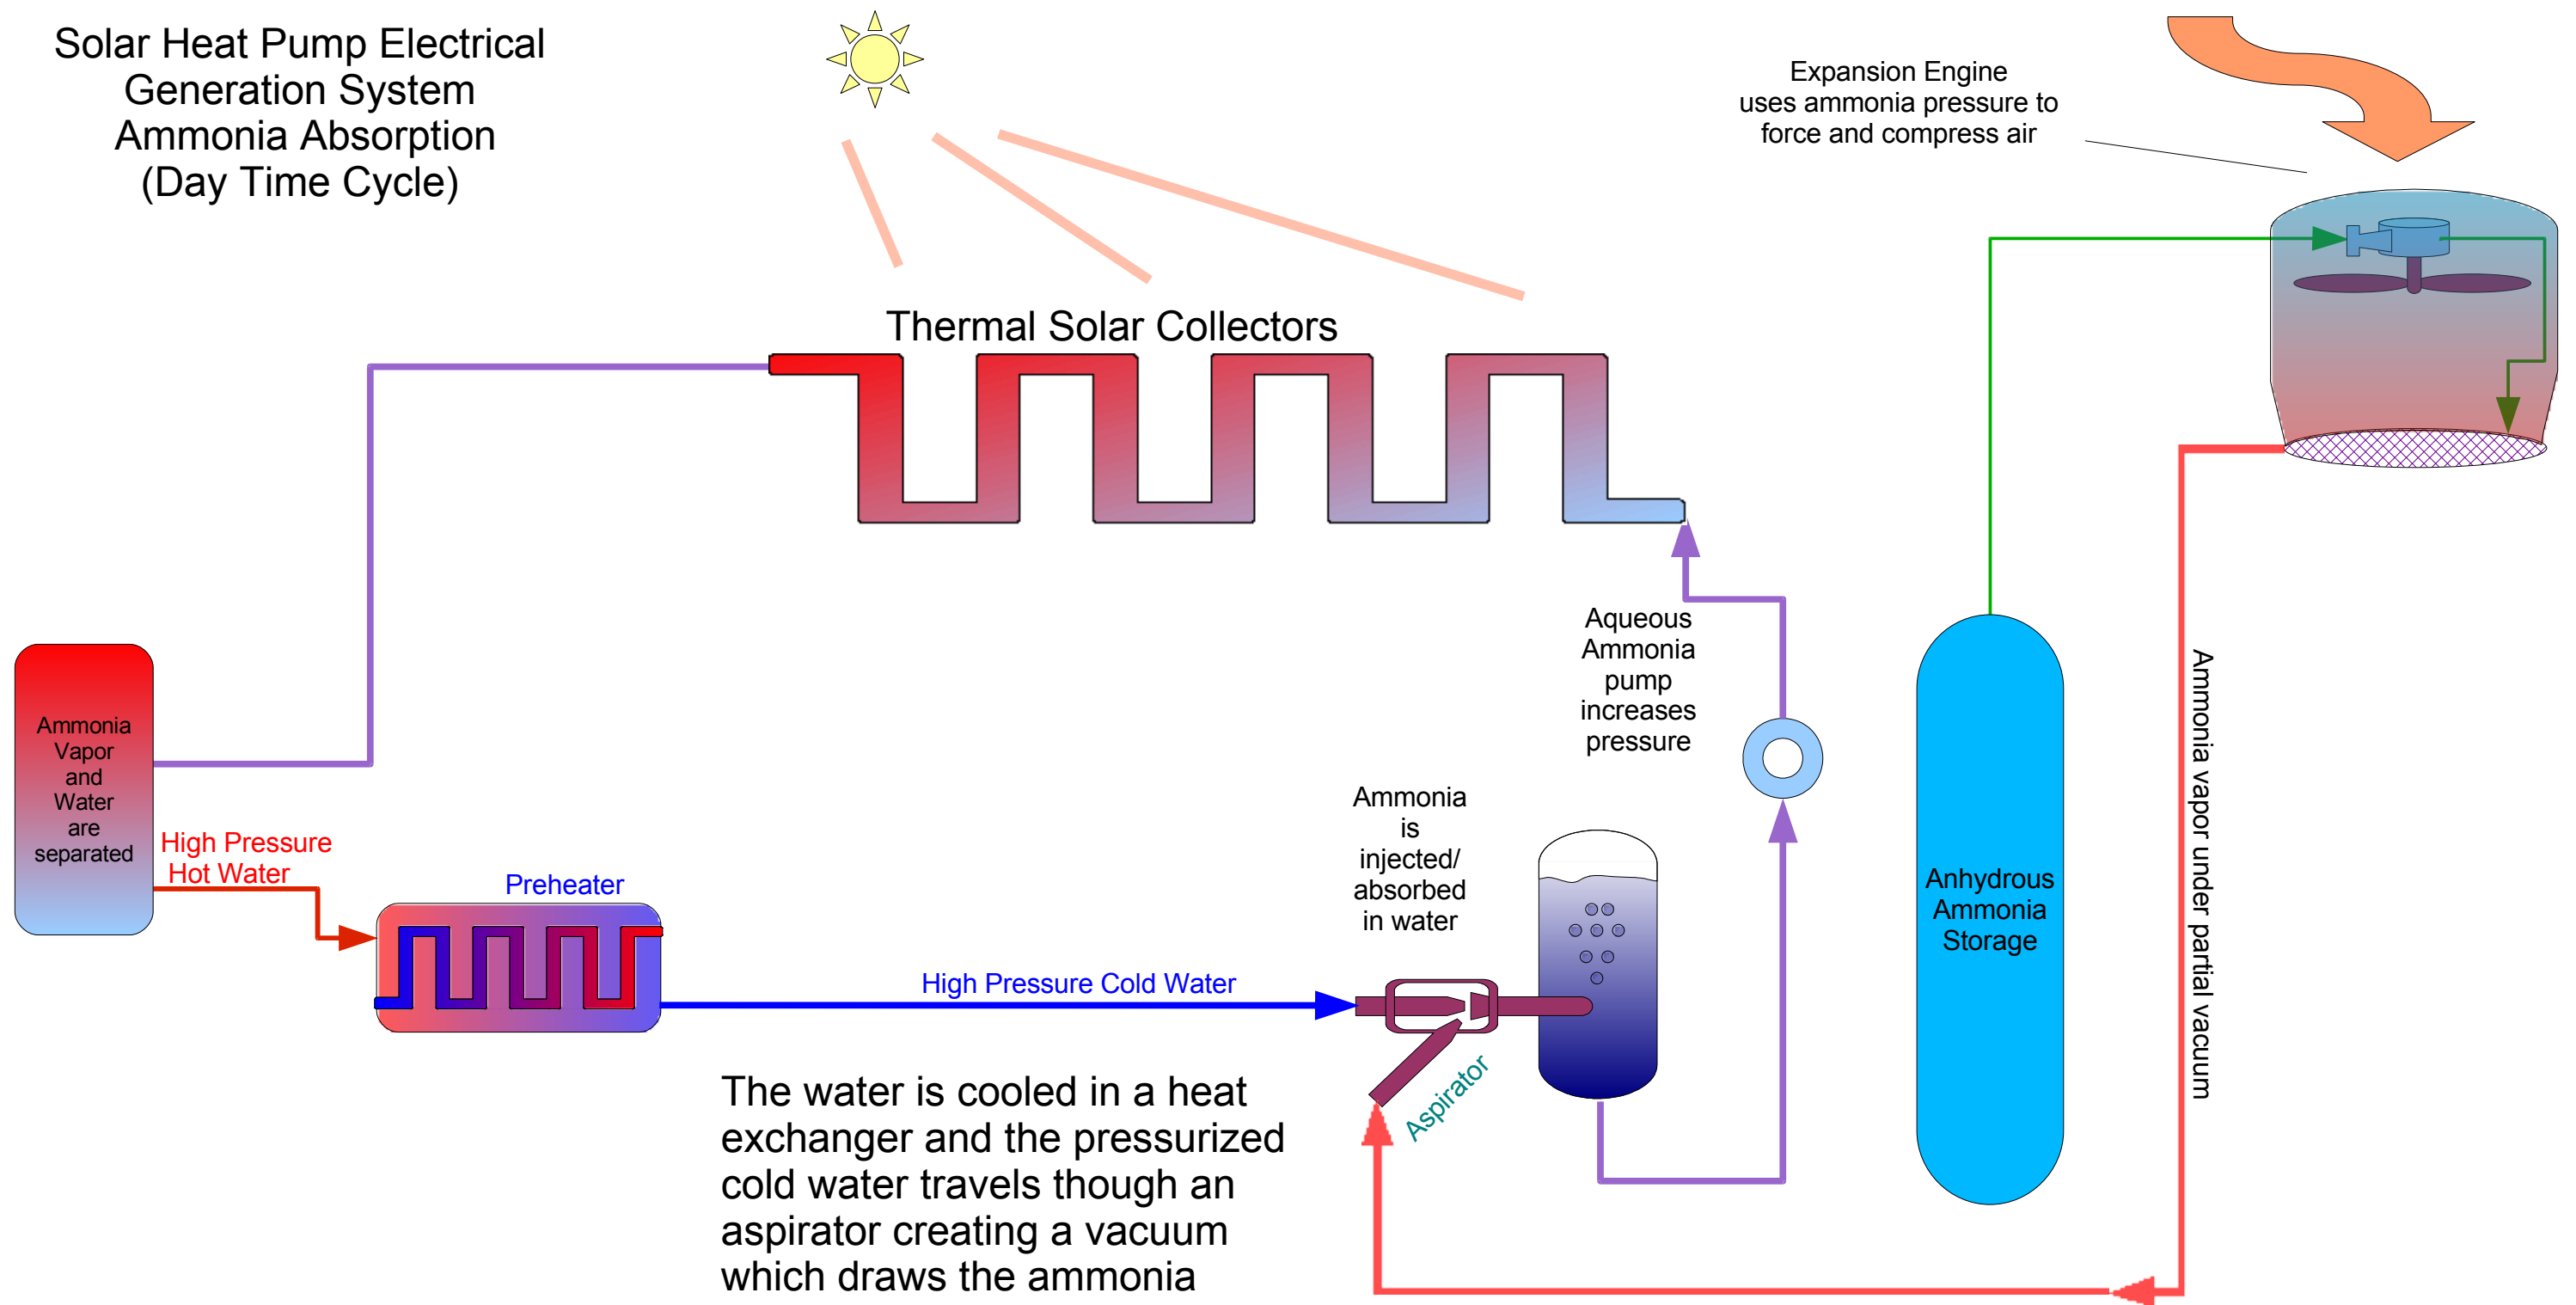 Solar Heat Pump Electrical
Generation System
Ammonia Absorption
(Day Time Cycle)
Expansion Engine
uses ammonia pressure to
force and compress air
Thermal Solar Collectors
Aqueous
Ammonia
pump
increases
pressure
Ammonia
Vapor
and
Water
are
separated
High Pressure
Hot Water
Preheater
Ammonia
is
injected/
absorbed
in water
High Pressure Cold Water
Aspirator
Anhydrous
Ammonia
Storage
Ammonia vapor under partial vacuum
The water is cooled in a heat
exchanger and the pressurized
cold water travels though an
aspirator creating a vacuum
which draws the ammonia